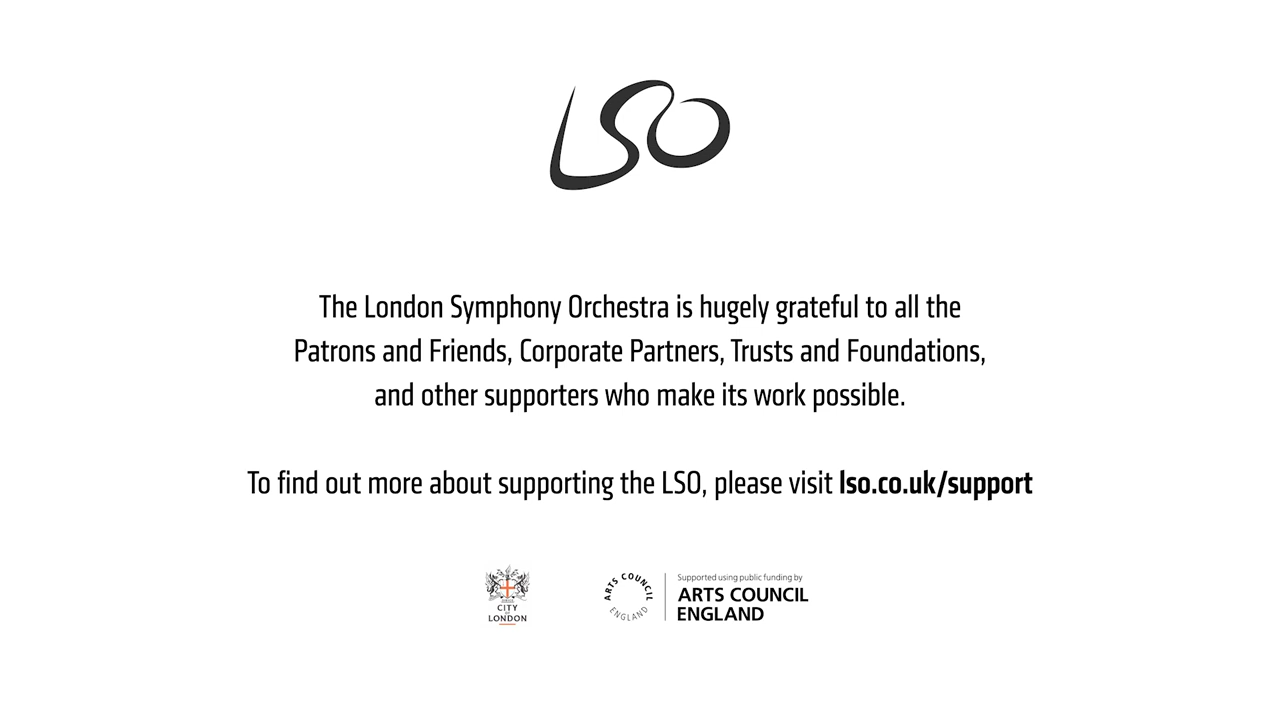 LSO
The London Symphony Orchestra is hugely grateful to all the
Patrons and Friends, Corporate Partners, Trusts and Foundations,
and other supporters who make its work possible.
To find out more about supporting the LSO, please visit lso.co.uk/support
CITY
OF
LONDON
ARTS COUNCIL
ENGLAND
Supported using public funding by
ARTS COUNCIL
ENGLAND